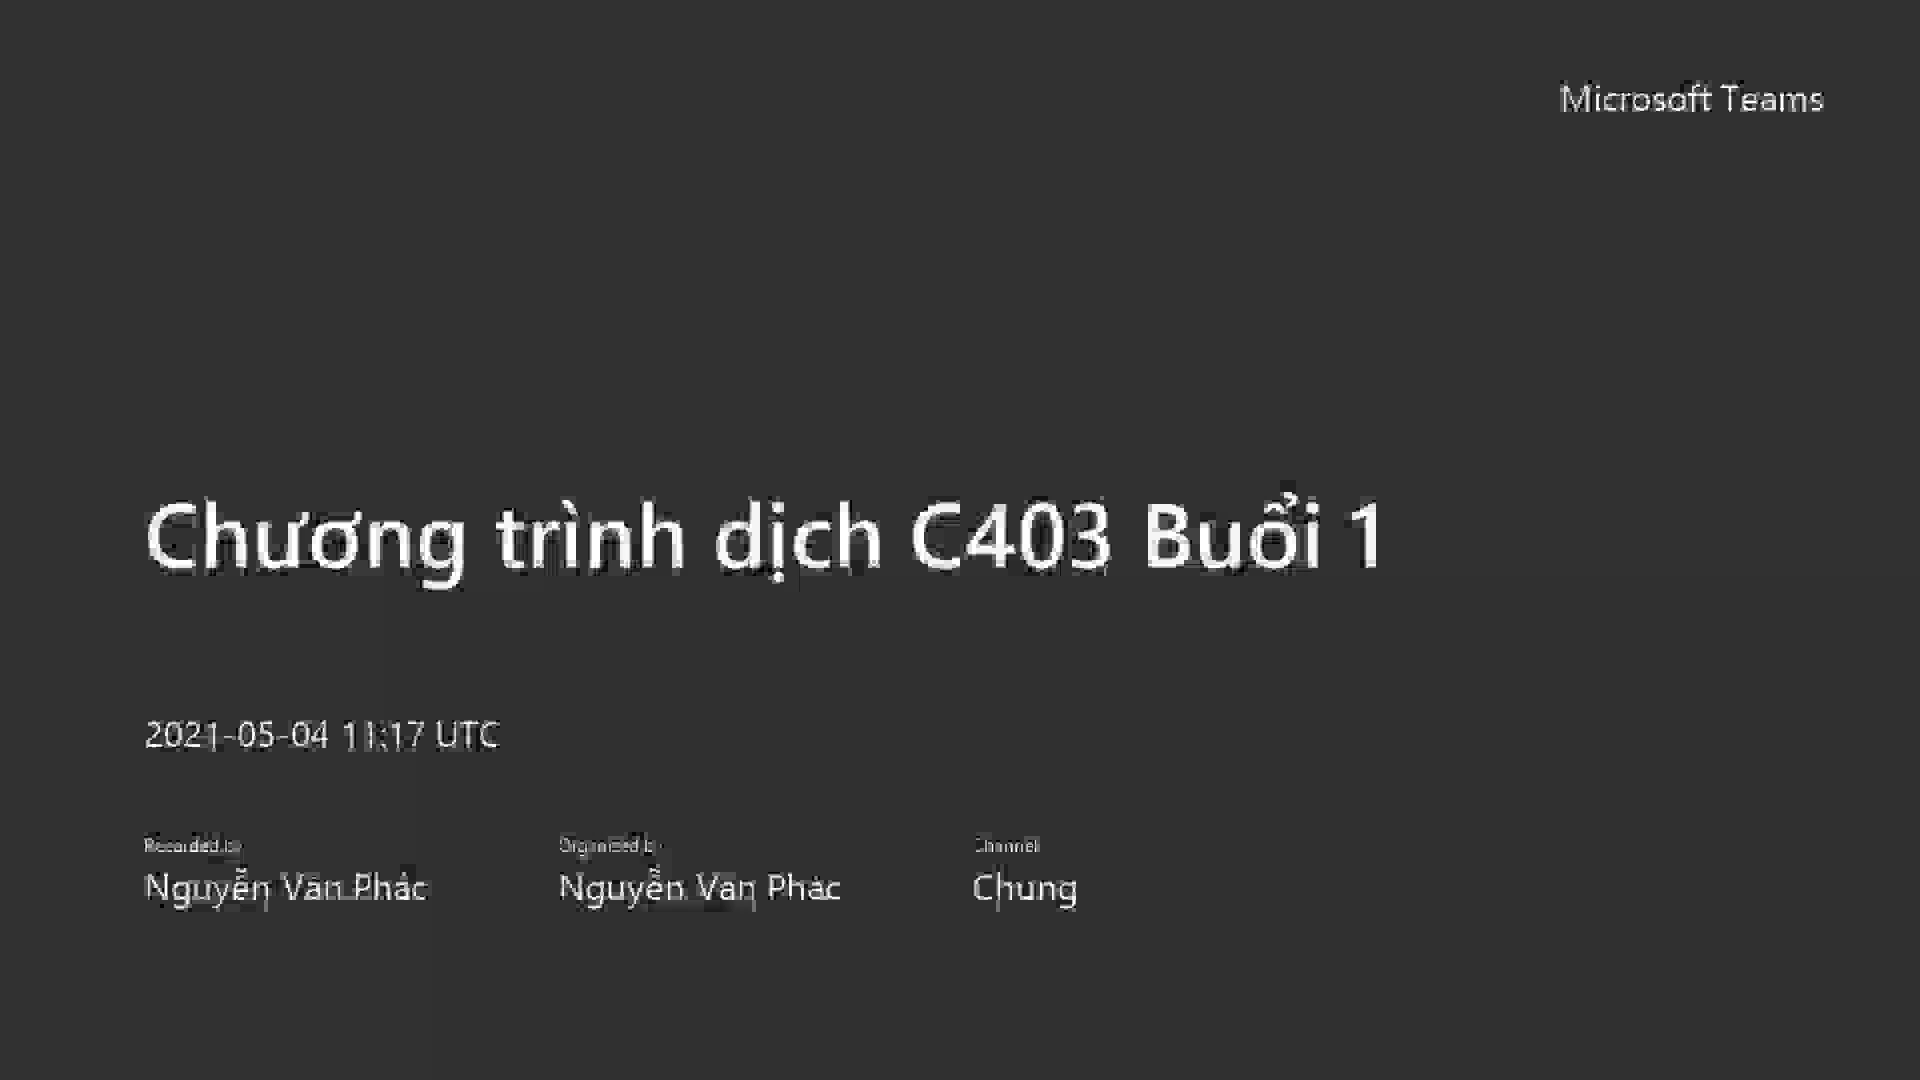 Microsoft Teams
Chương trình dịch C403 Buổi 1
2021-05-04 11:17 UTC
Recorded by
Organized by
Channel
Nguyễn Văn Phác
Nguyễn Văn Phác
Chung